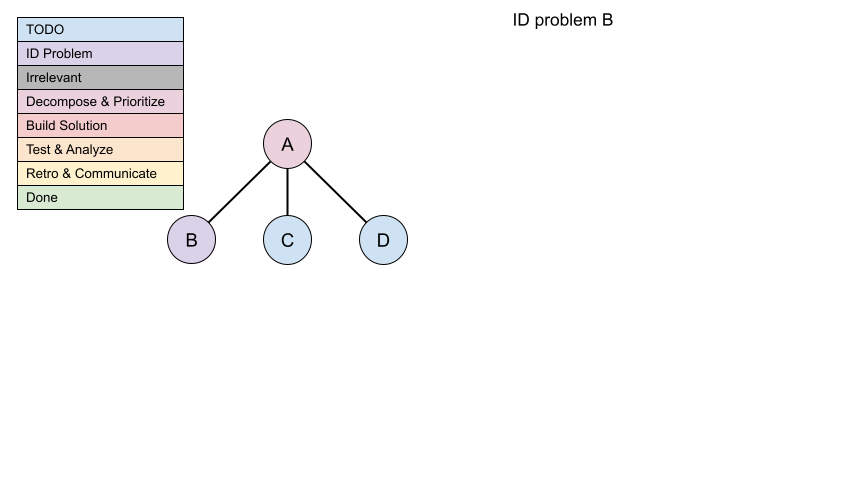 TODO
ID Problem
Irrelevant
Decompose & Prioritize
Build Solution
Test & Analyze
Retro & Communicate
Done
ID problem B
A
B
C
D